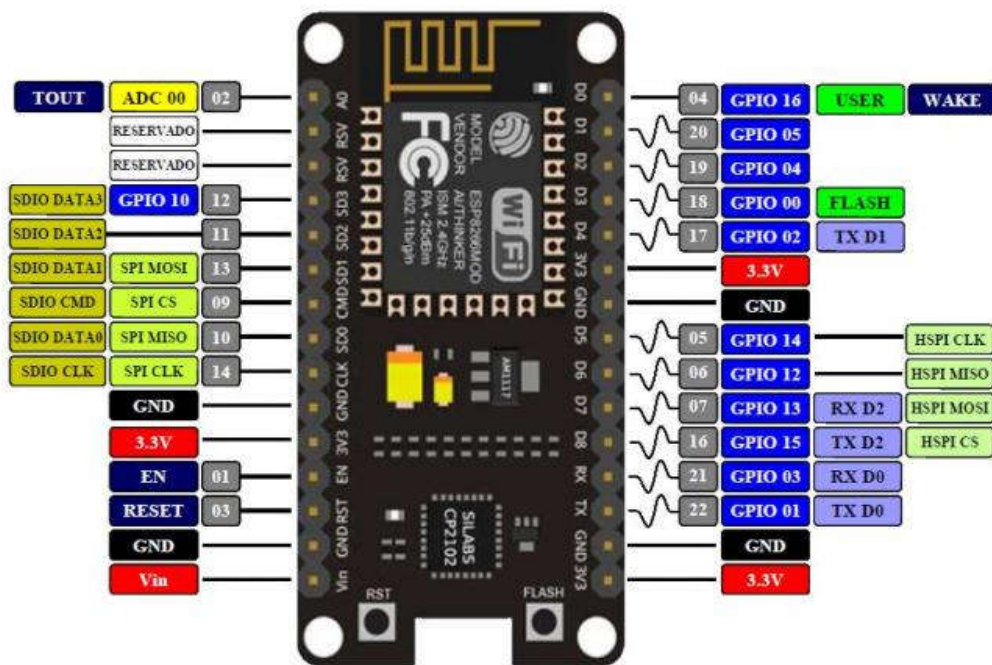 TOUT ADC 00 02 A0 D0 04 GPIO 16 USER WAKE
RESERVADO RSV D1 20 GPIO 05
RESERVADO RSV D2 19 GPIO 04
SDIO DATA3 GPIO 10 12 SD3 D3 18 GPIO 00 FLASH
SDIO DATA2 11 SD2 D4 17 GPIO 02 TX D1
SDIO DATA1 SPI MOSI 13 SD1 3V3 3.3V
SDIO CMD SPI CS 09 CMD GND GND
SDIO DATA0 SPI MISO 10 SD0 D5 05 GPIO 14 HSPI CLK
SDIO CLK SPI CLK 14 CLK D6 06 GPIO 12 HSPI MISO
GND GND D7 07 GPIO 13 RX D2 HSPI MOSI
3.3V 3V3 D8 16 GPIO 15 TX D2 HSPI CS
EN 01 EN RX 21 GPIO 03 RX D0
RESET 03 RST TX 22 GPIO 01 TX D0
GND GND GND GND
Vin Vin 3V3 3.3V
MODEL ESP8266MOD
VENDOR AITHINKER
ISM 2.4GHz
PA +25dBm
802.11b/g/n
FC
WiFi
AM1117
SILABS
CP2102
RST
FLASH